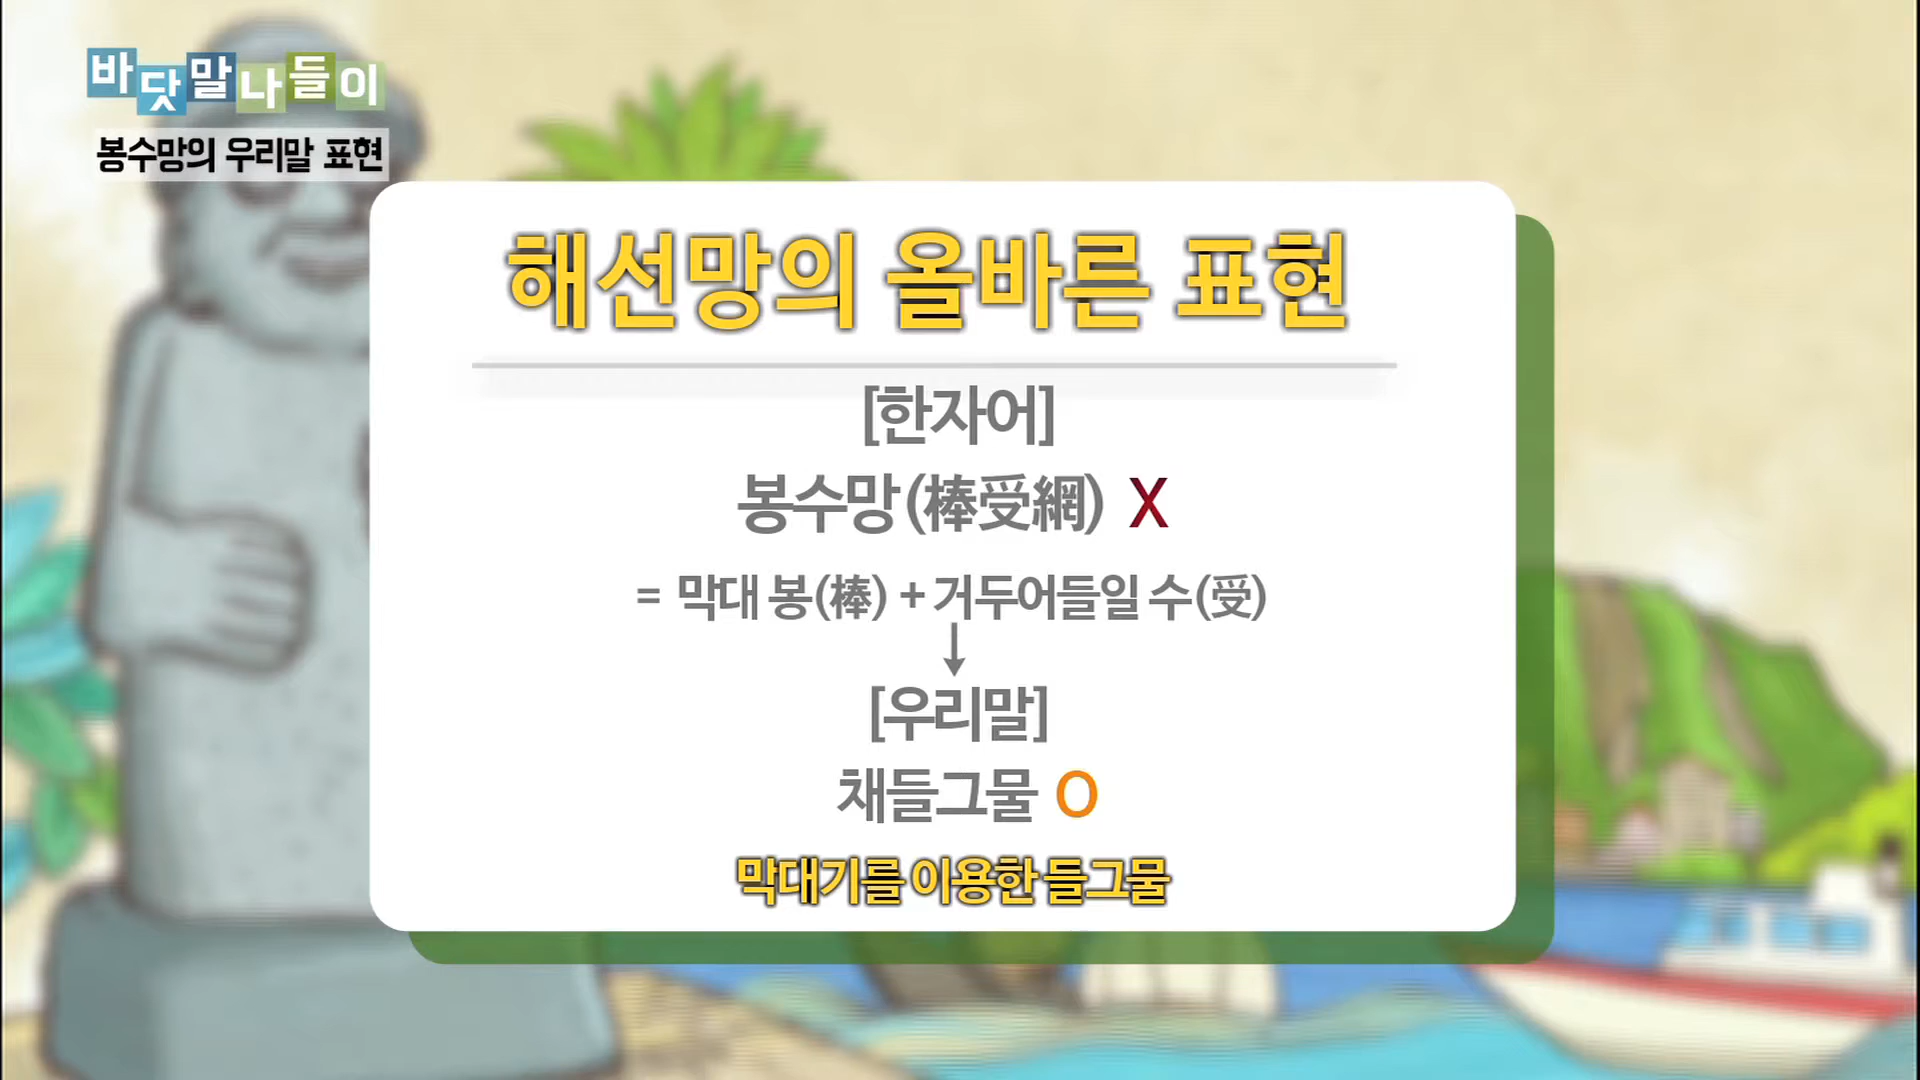 바닷말나들이
봉수망의 우리말 표현
해선망의 올바른 표현
[한자어]
봉수망(棒受網) X
= 막대 봉(棒) + 거두어들일 수(受)
↓
[우리말]
채들그물 O
막대기를 이용한 들그물